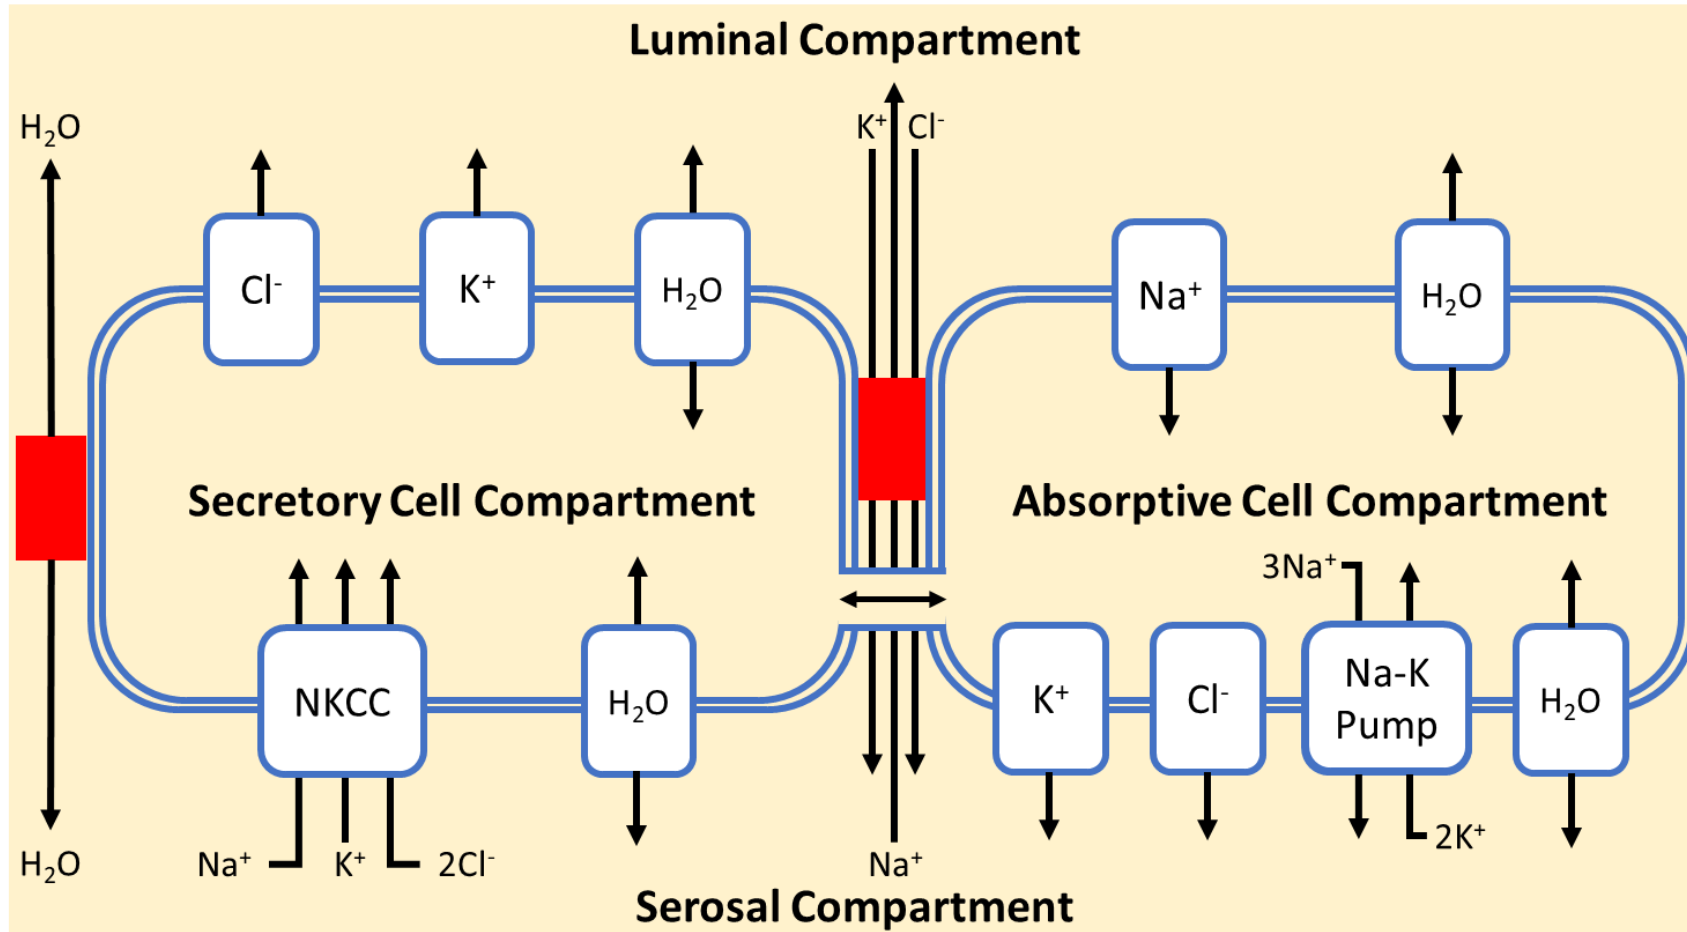 Luminal Compartment
H₂O
K⁺ Cl⁻
Cl⁻
K⁺
H₂O
Na⁺
H₂O
Secretory Cell Compartment
Absorptive Cell Compartment
3Na⁺
NKCC
H₂O
K⁺
Cl⁻
Na-K
Pump
H₂O
2K⁺
H₂O
Na⁺
K⁺
2Cl⁻
Na⁺
Serosal Compartment